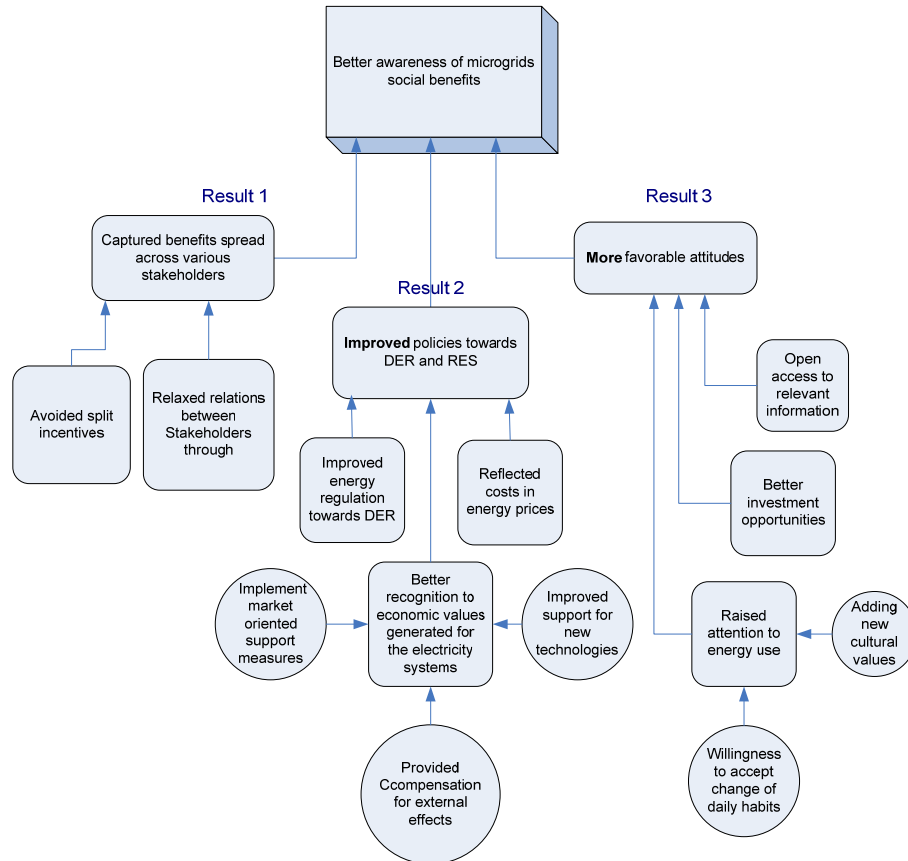 Better awareness of microgrids
social benefits
Result 1
Result 3
Captured benefits spread
across various
stakeholders
More favorable attitudes
Result 2
Improved policies towards
DER and RES
Avoided split
incentives
Relaxed relations
between
Stakeholders
through
Open
access to
relevant
information
Improved
energy
regulation
towards DER
Reflected
costs in
energy prices
Better
investment
opportunities
Implement
market
oriented
support
measures
Better
recognition to
economic values
generated for
the electricity
systems
Improved
support for
new
technologies
Raised
attention to
energy use
Adding
new
cultural
values
Provided
Ccompensation
for external
effects
Willingness
to accept
change of
daily habits